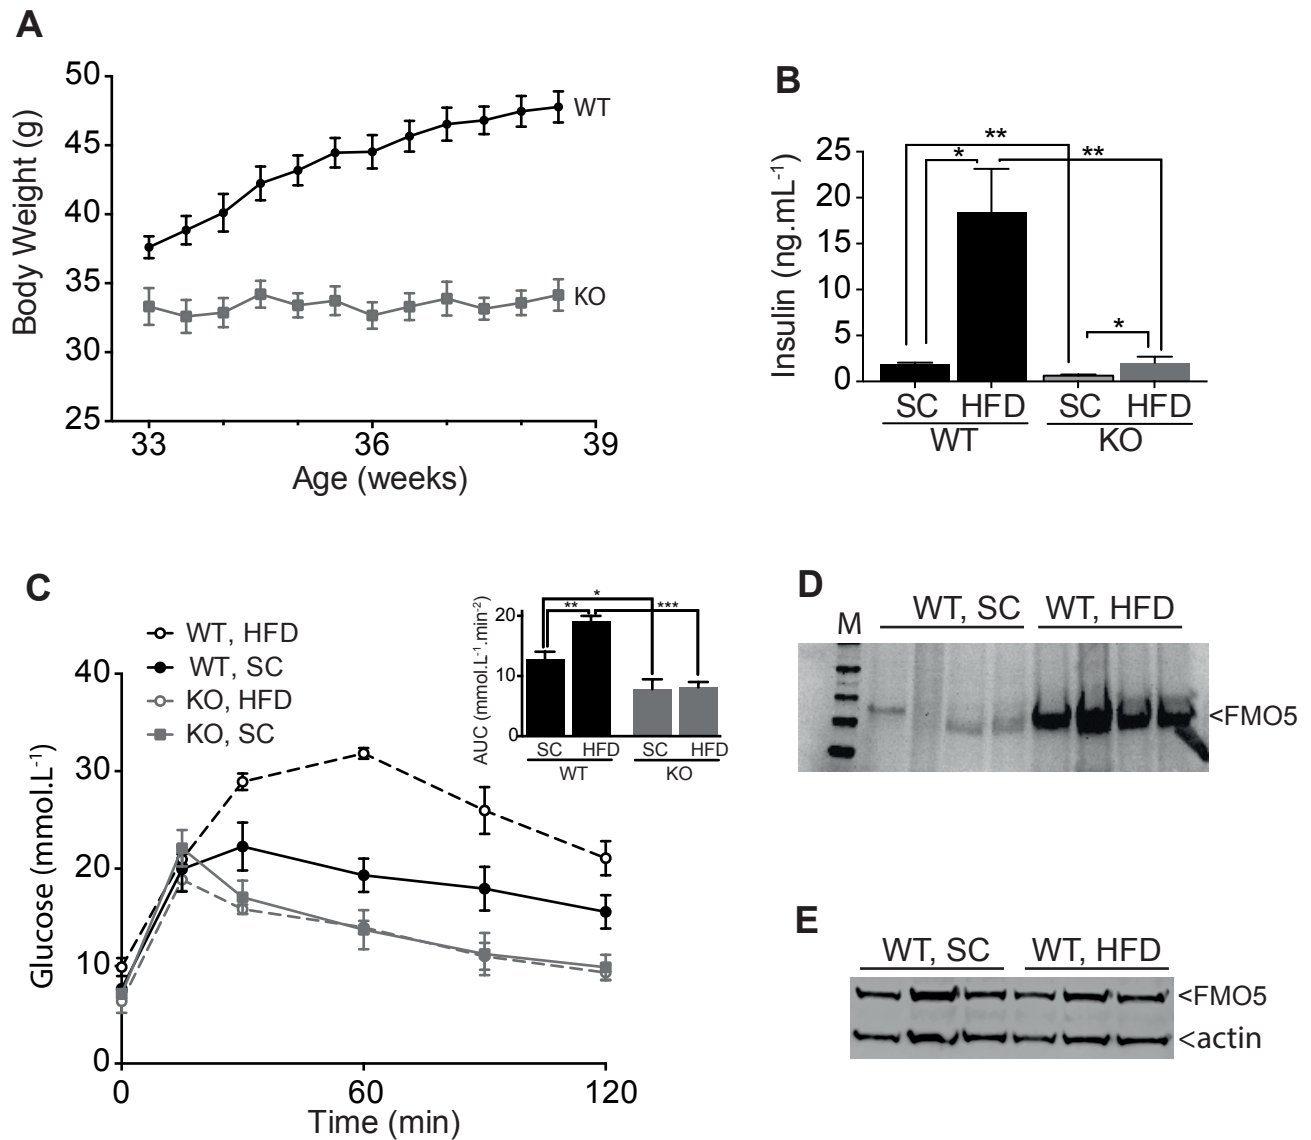 A
50
45
40
35
30
25
Body Weight (g)
WT
KO
33 36 39
Age (weeks)
B
25
20
15
10
5
0
Insulin (ng.mL-1)
** * ** *
SC HFD SC HFD
WT KO
C
WT, HFD
WT, SC
KO, HFD
KO, SC
40
30
20
10
0
Glucose (mmol.L-1)
0 60 120
Time (min)
20
10
0
AUC (mmol.L-1.min-2)
*
** ***
SC HFD SC HFD
WT KO
D
M WT, SC WT, HFD
<FMO5
E
WT, SC WT, HFD
<FMO5
<actin